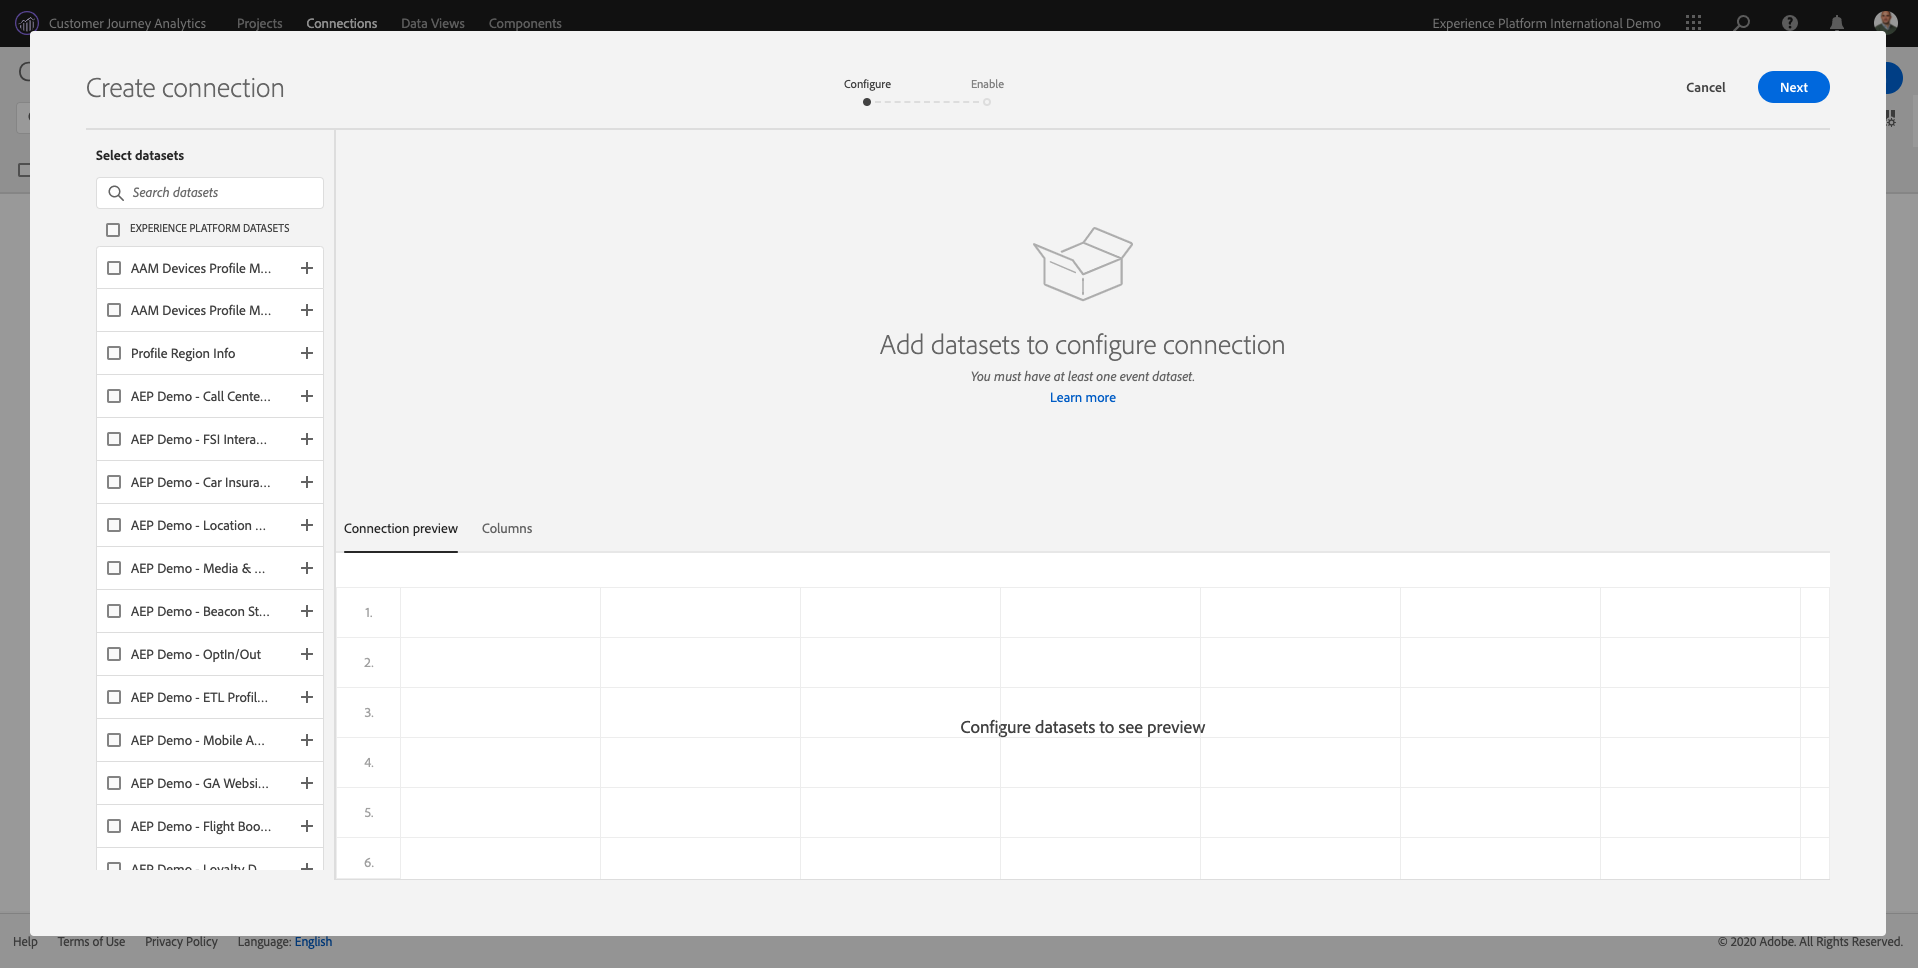 Customer Journey Analytics Projects Connections Data Views Components Experience Platform International Demo
Create connection
Configure Enable
Cancel Next
Select datasets
Search datasets
EXPERIENCE PLATFORM DATASETS
AAM Devices Profile M...
AAM Devices Profile M...
Profile Region Info
AEP Demo - Call Cente...
AEP Demo - FSI Intera...
AEP Demo - Car Insura...
AEP Demo - Location ...
AEP Demo - Media & ...
AEP Demo - Beacon St...
AEP Demo - OptIn/Out
AEP Demo - ETL Profil...
AEP Demo - Mobile A...
AEP Demo - GA Websi...
AEP Demo - Flight Boo...
AEP Demo - Loyalty D...
Add datasets to configure connection
You must have at least one event dataset.
Learn more
Connection preview Columns
1.
2.
3.
Configure datasets to see preview
4.
5.
6.
Help Terms of Use Privacy Policy Language: English © 2020 Adobe. All Rights Reserved.